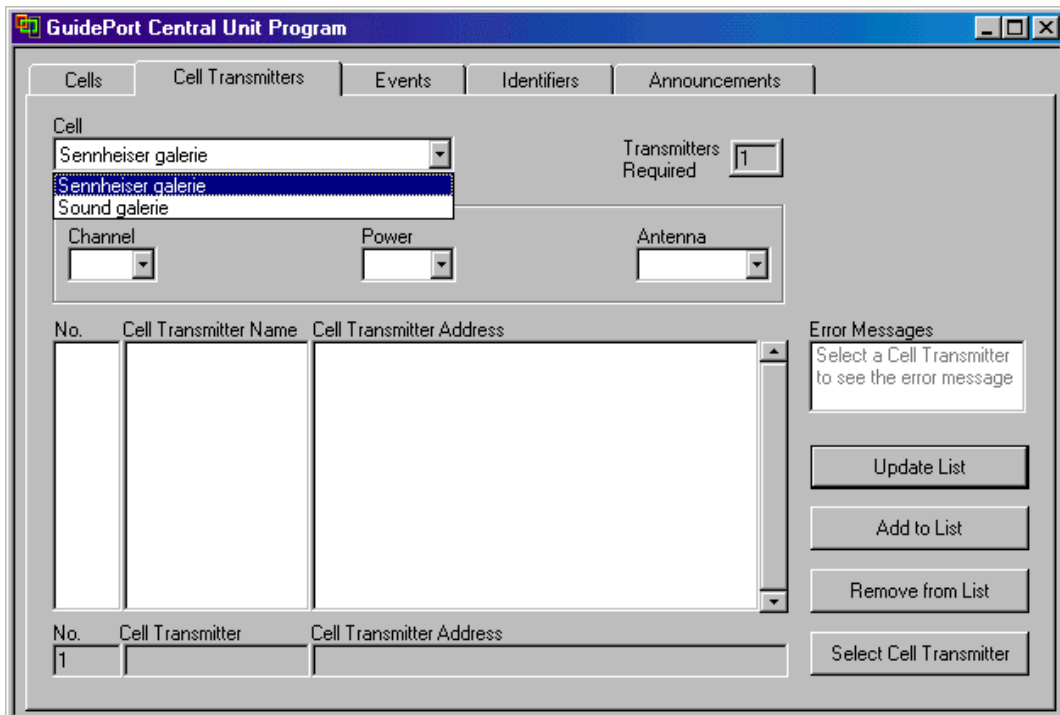 GuidePort Central Unit Program
Cells Cell Transmitters Events Identifiers Announcements
Cell
Sennheiser galerie
Transmitters
Required
1
Sennheiser galerie
Sound galerie
Channel Power Antenna
No. Cell Transmitter Name Cell Transmitter Address
Error Messages
Select a Cell Transmitter
to see the error message
Update List
Add to List
Remove from List
No. Cell Transmitter Cell Transmitter Address
1
Select Cell Transmitter